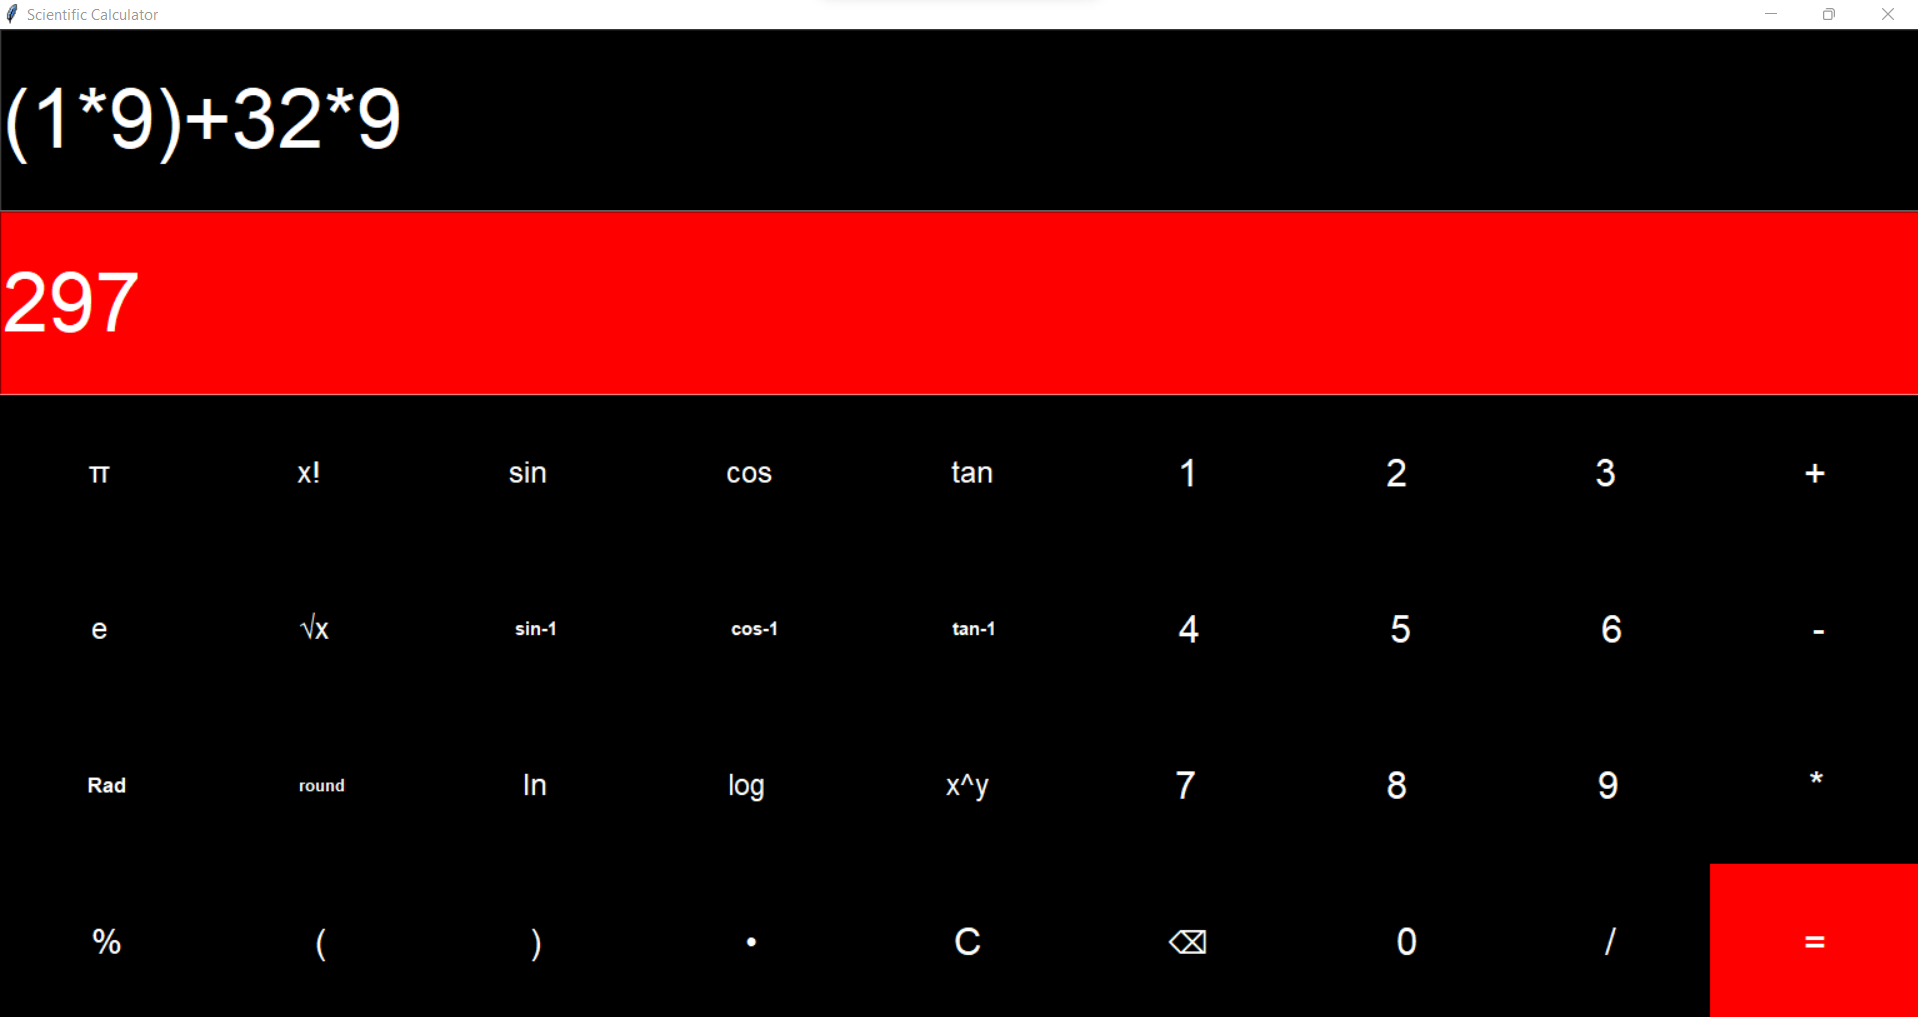 Scientific Calculator
(1*9)+32*9
297
π x! sin cos tan 1 2 3 +
e √x sin-1 cos-1 tan-1 4 5 6 -
Rad round ln log x^y 7 8 9 *
% ( ) • C ⌫ 0 / =